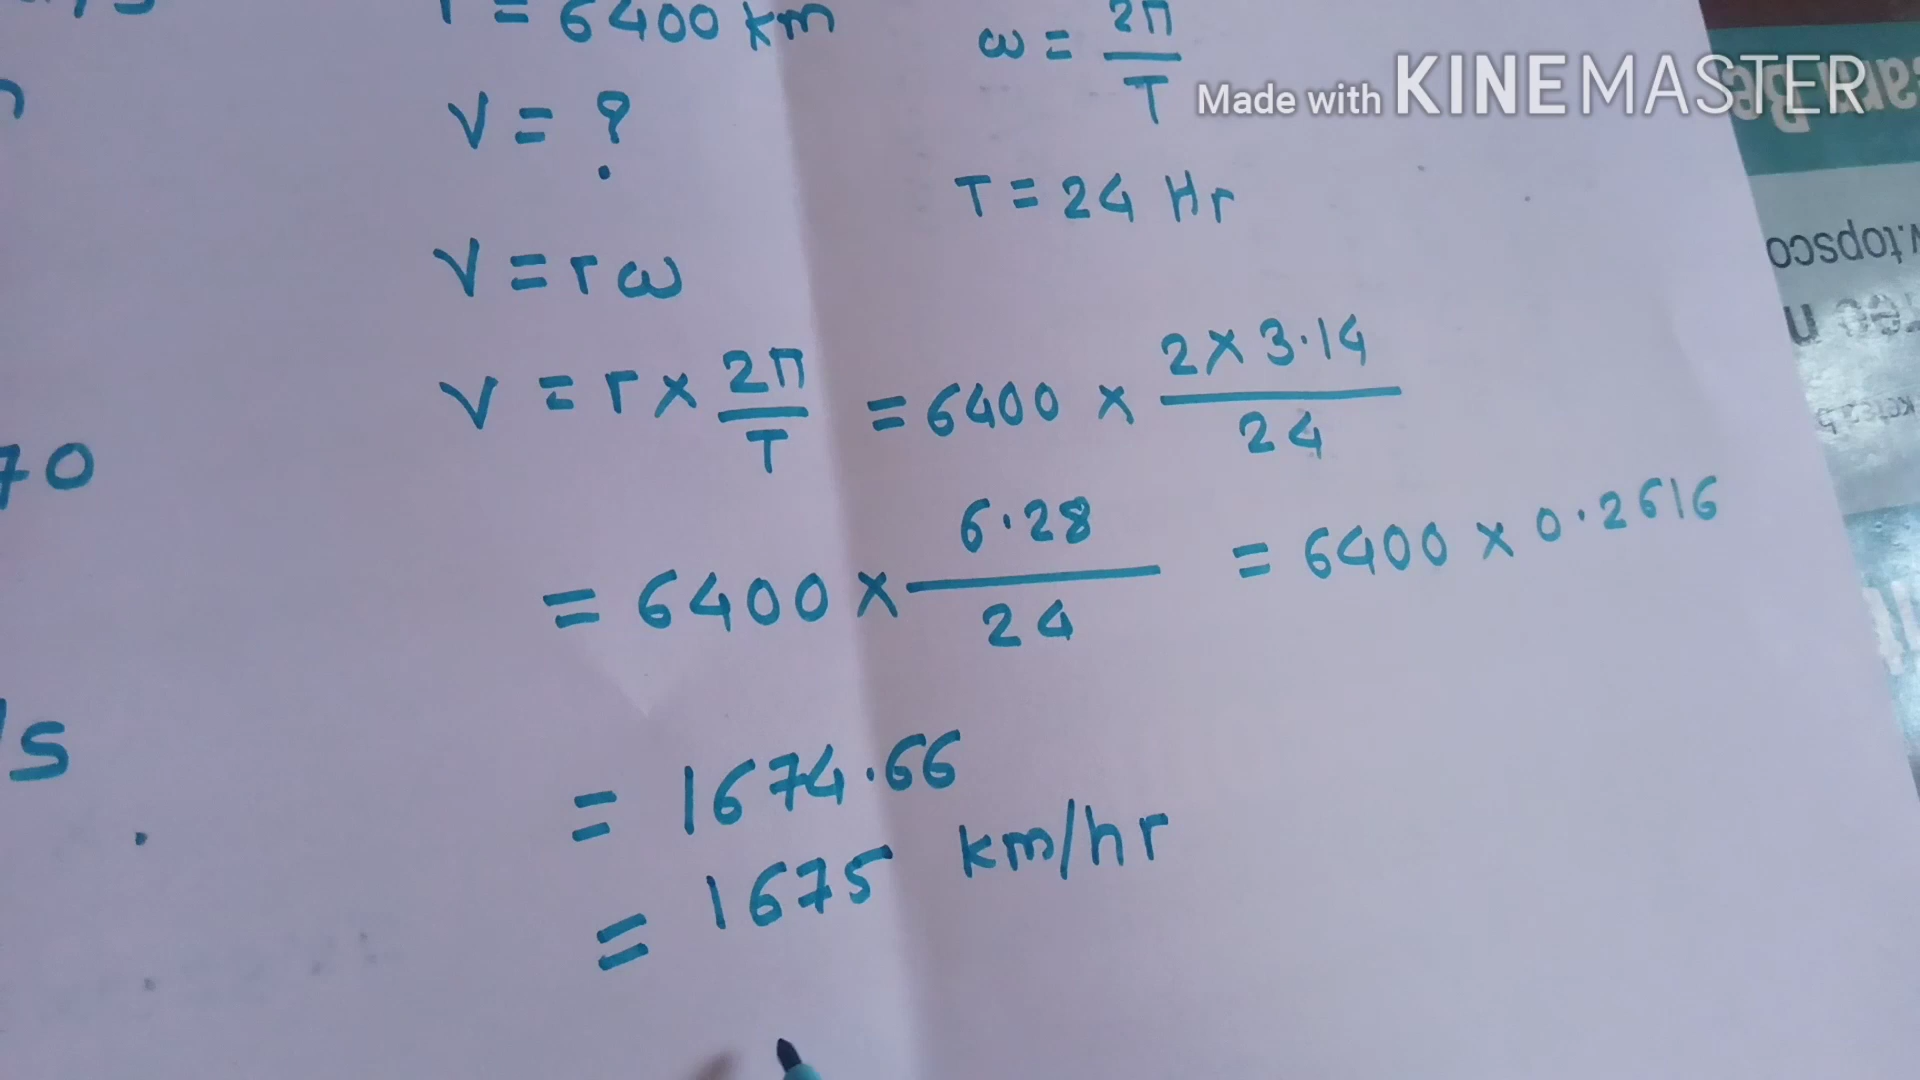 r = 6400 km
ω = 2π/T
Made with KINEMASTER
V = ?
T = 24 Hr
V = rω
V = r × 2π/T = 6400 × 2×3.14/24
70
= 6400 × 6.28/24 = 6400 × 0.2616
/s
= 1674.66
= 1675 km/hr